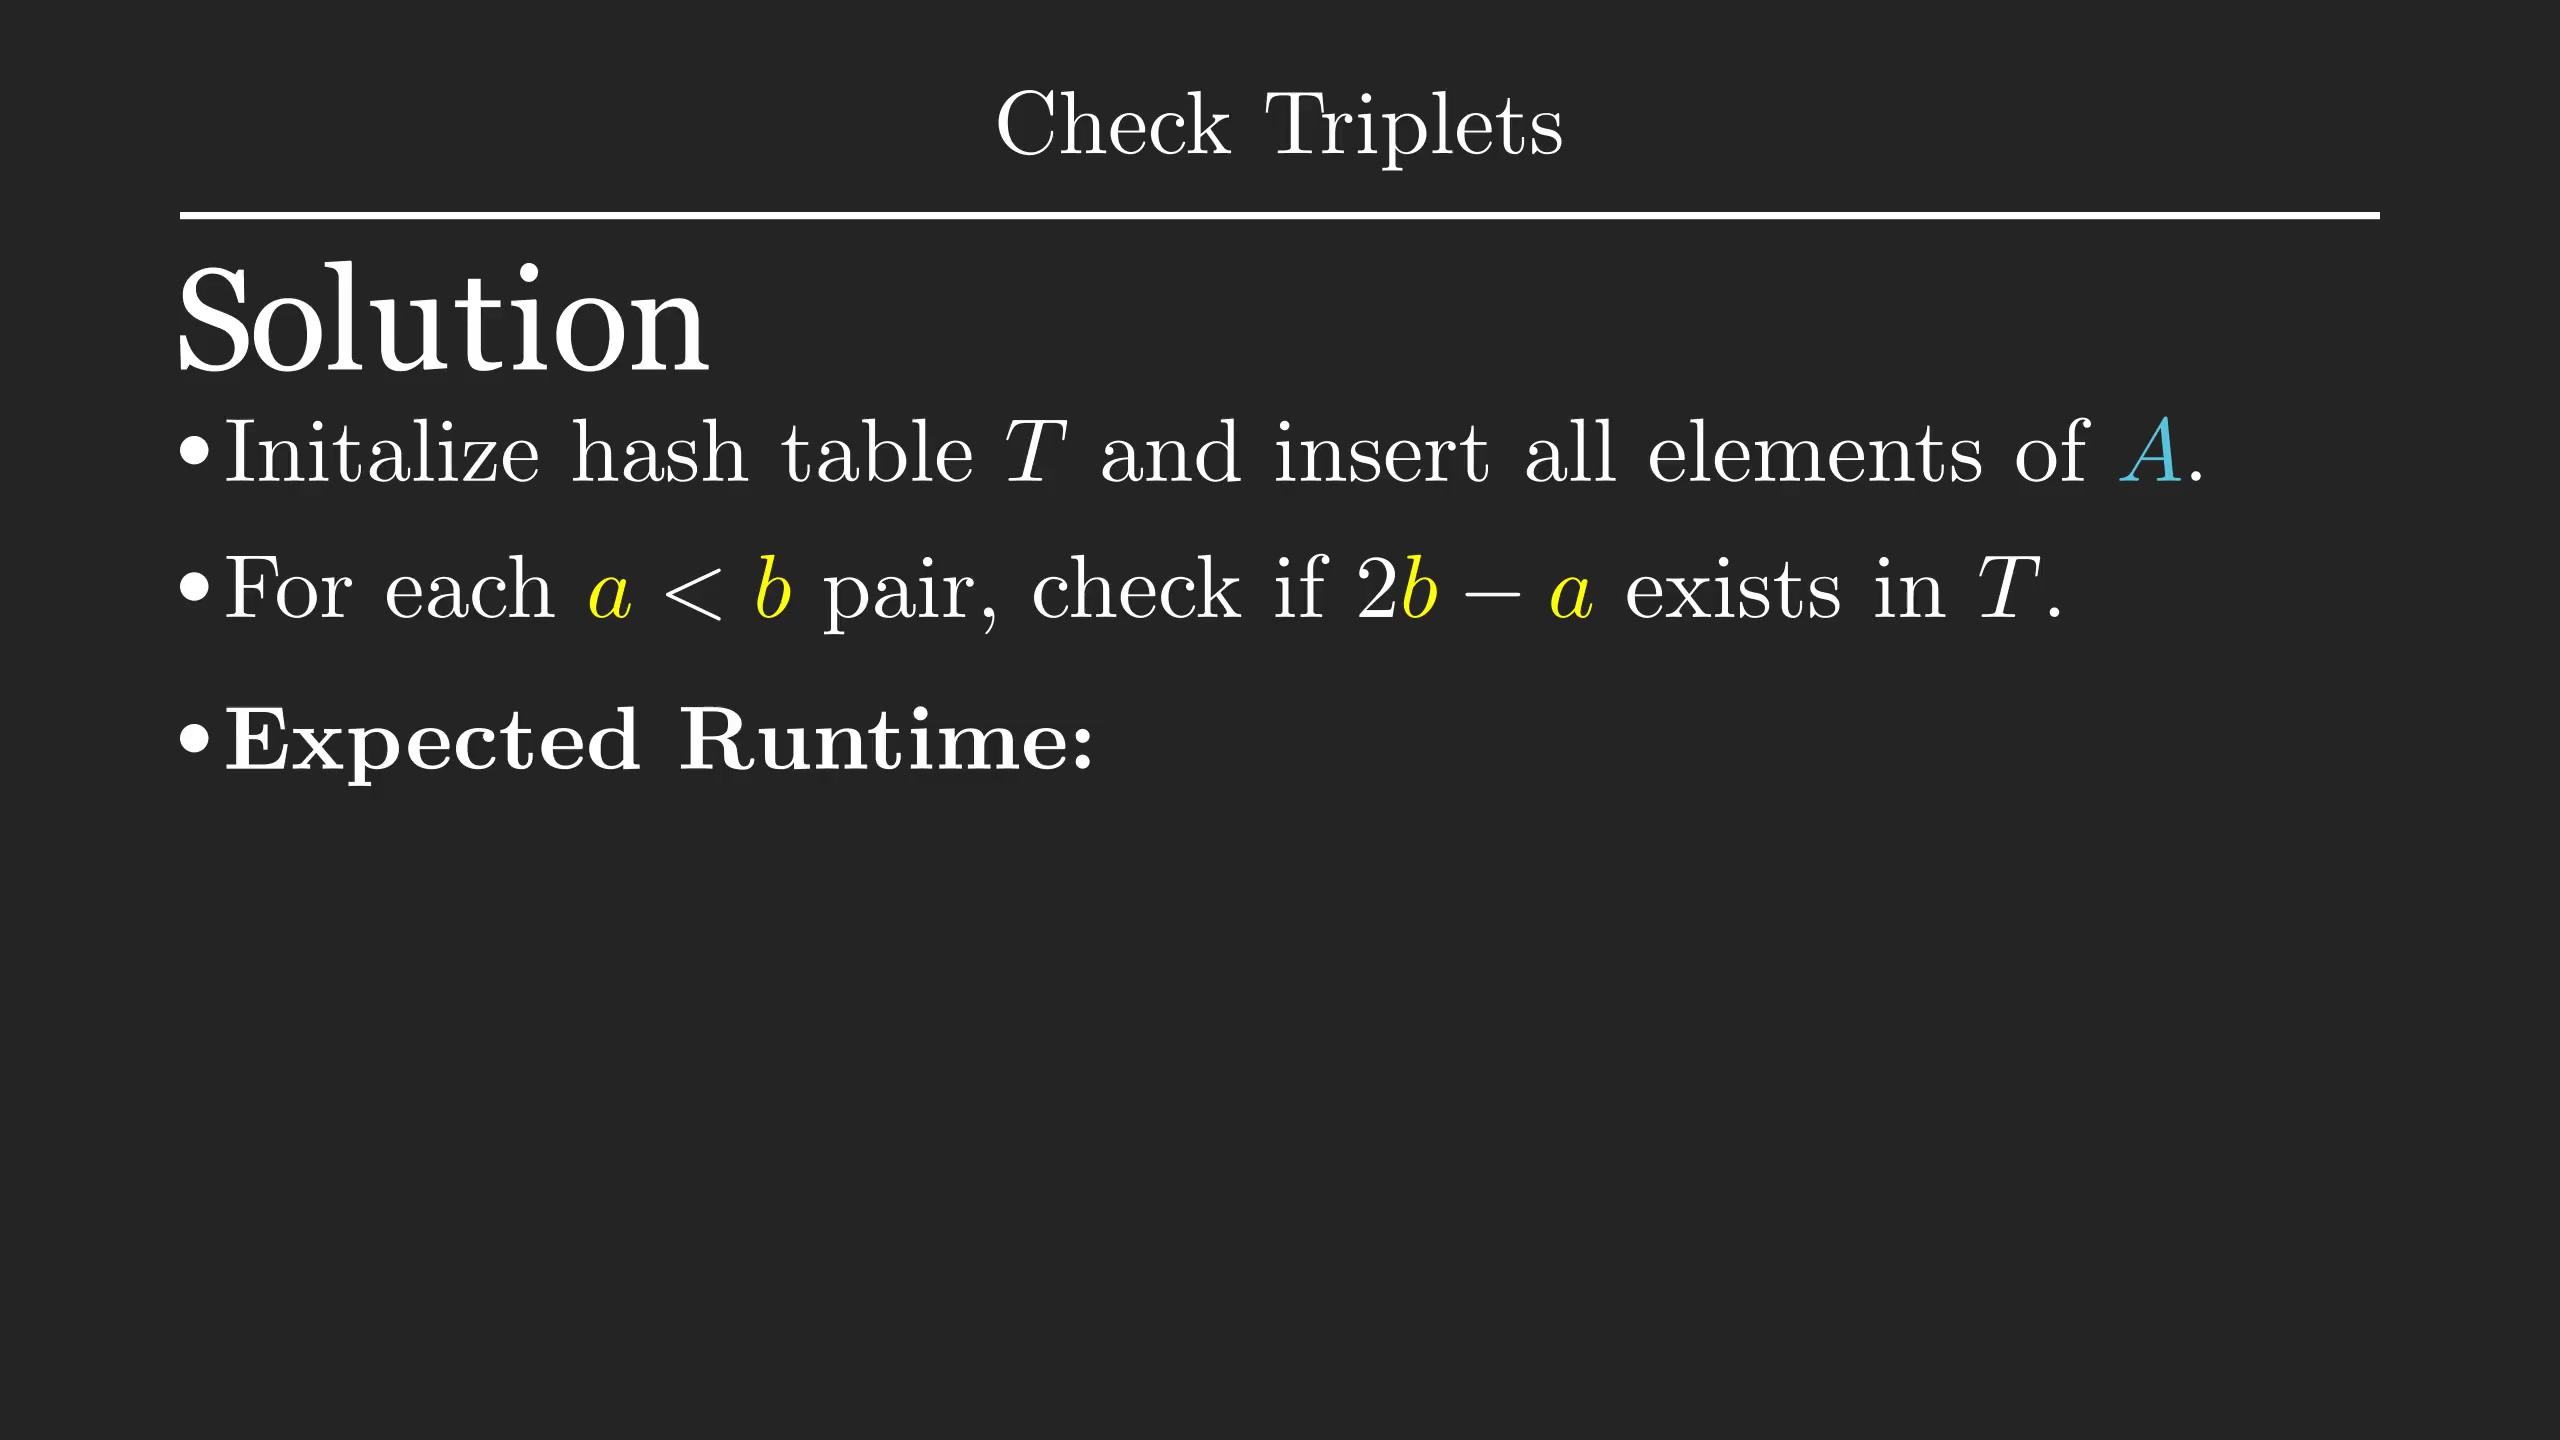 Check Triplets
Solution
•Initalize hash table T and insert all elements of A.
•For each a < b pair, check if 2b − a exists in T.
•Expected Runtime: